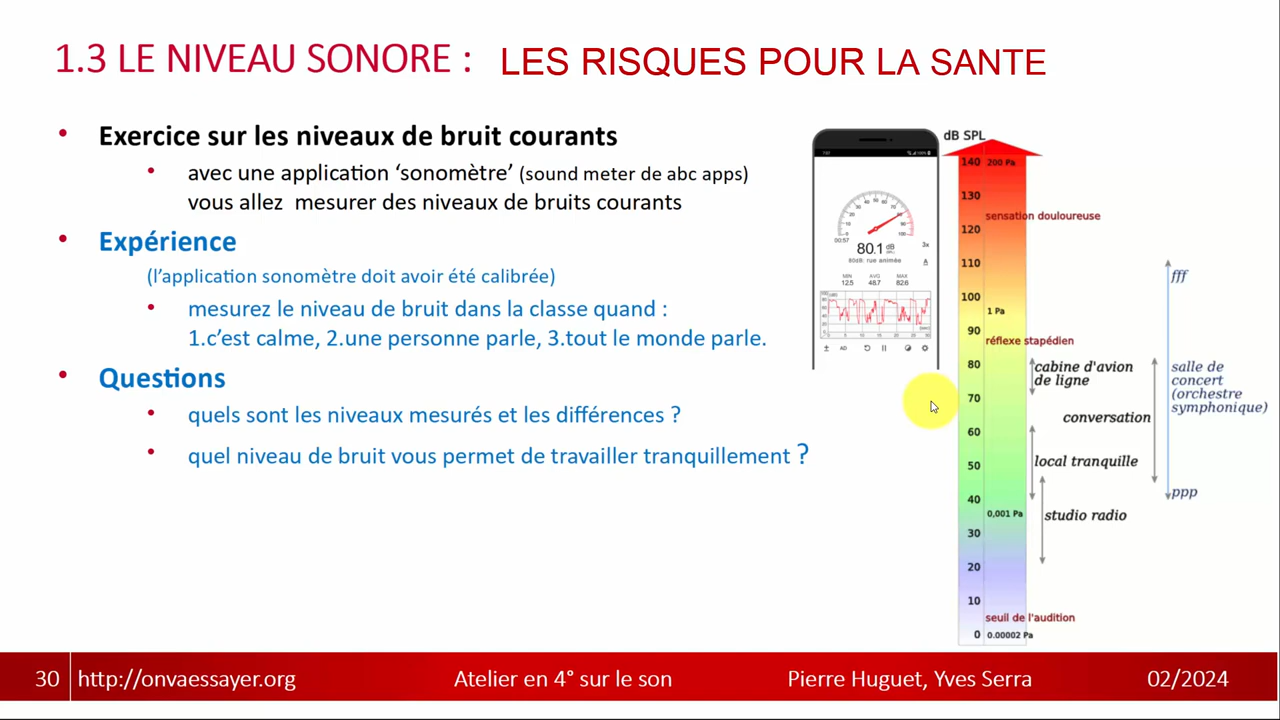 1.3 LE NIVEAU SONORE : LES RISQUES POUR LA SANTE
• Exercice sur les niveaux de bruit courants
• avec une application ‘sonomètre’ (sound meter de abc apps)
vous allez mesurer des niveaux de bruits courants
• Expérience
(l’application sonomètre doit avoir été calibrée)
• mesurez le niveau de bruit dans la classe quand :
1.c’est calme, 2.une personne parle, 3.tout le monde parle.
• Questions
• quels sont les niveaux mesurés et les différences ?
• quel niveau de bruit vous permet de travailler tranquillement ?
00:57
80.1 dB
3x
80dB: rue animée
A
MIN AVG MAX
12.5 48.7 82.6
AD
dB SPL
140 200 Pa
130
sensation douloureuse
120
110
fff
100
1 Pa
90
réflexe stapédien
80
cabine d'avion
de ligne
salle de
concert
(orchestre
symphonique)
70
conversation
60
local tranquille
50
40
ppp
0,001 Pa
studio radio
30
20
10
seuil de l'audition
0 0.00002 Pa
30 http://onvaessayer.org Atelier en 4° sur le son Pierre Huguet, Yves Serra 02/2024